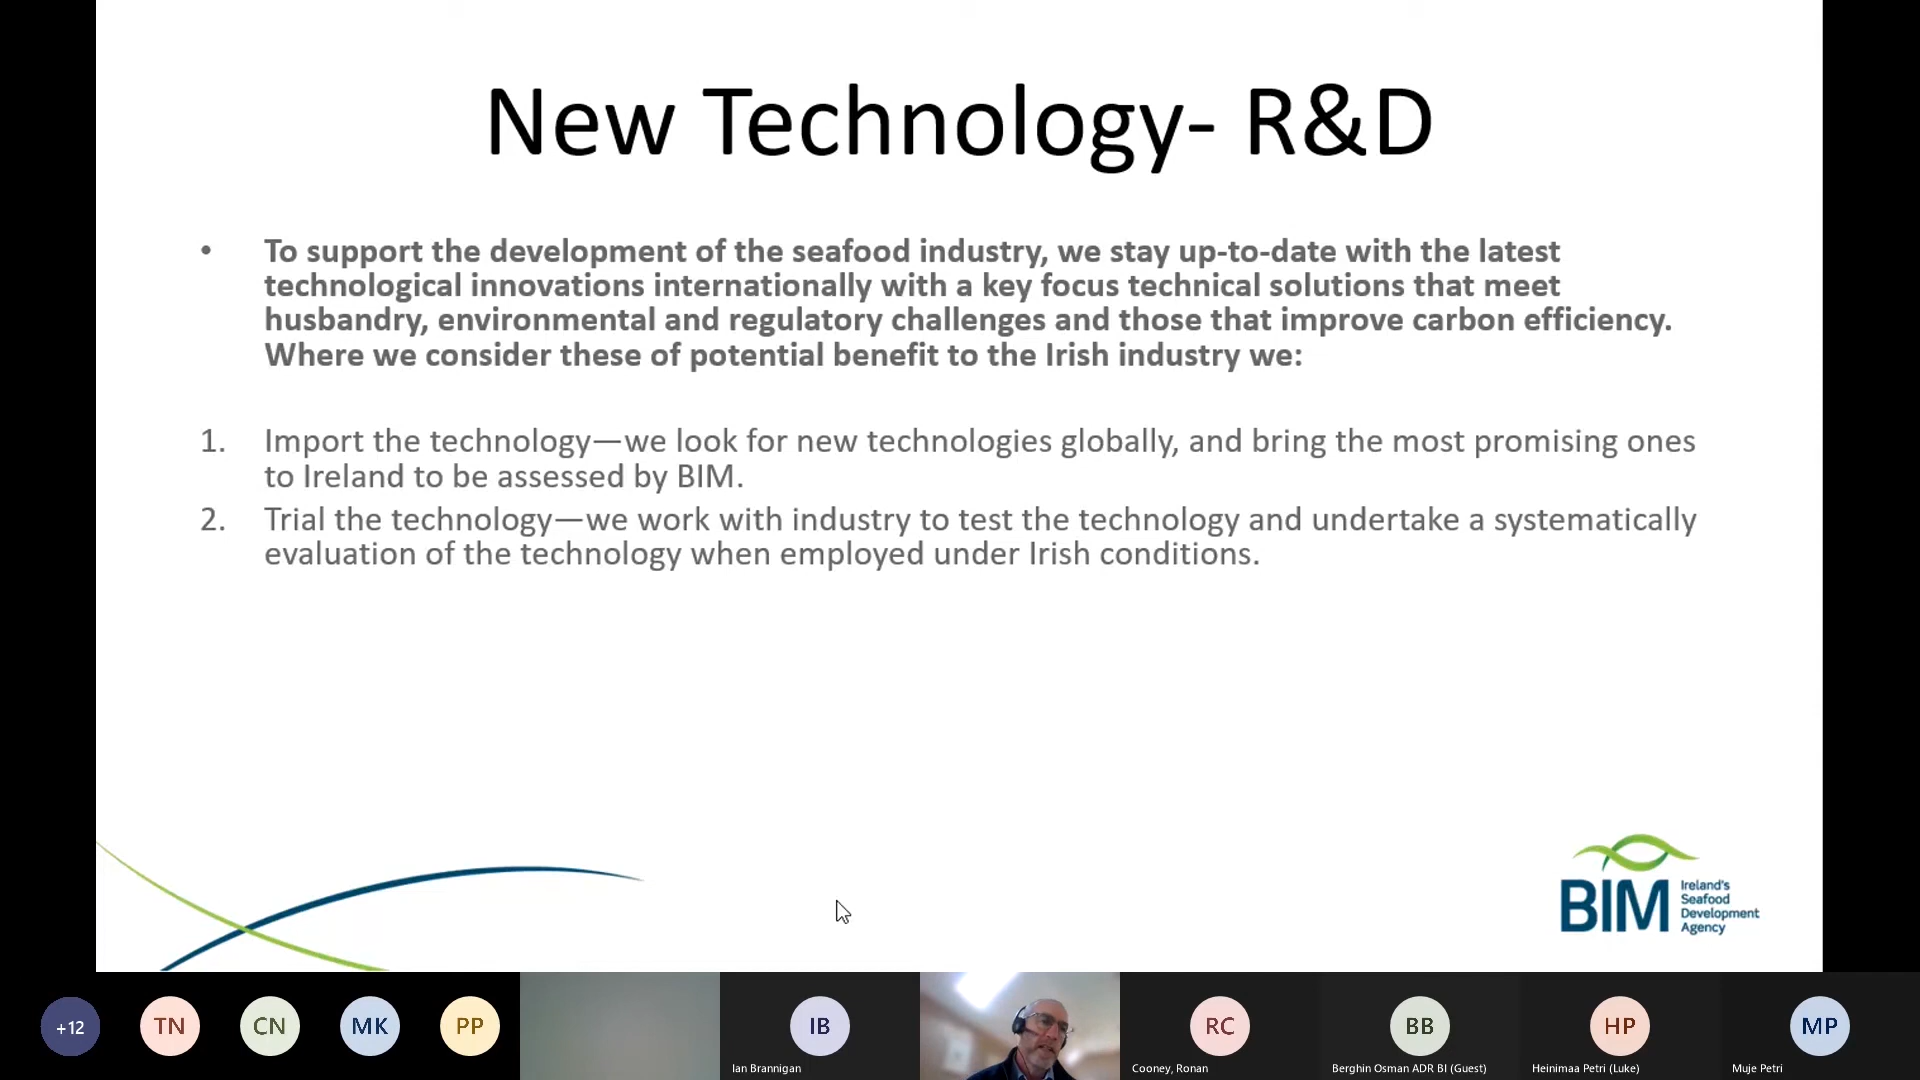 New Technology- R&D
• To support the development of the seafood industry, we stay up-to-date with the latest
technological innovations internationally with a key focus technical solutions that meet
husbandry, environmental and regulatory challenges and those that improve carbon efficiency.
Where we consider these of potential benefit to the Irish industry we:
1. Import the technology—we look for new technologies globally, and bring the most promising ones
to Ireland to be assessed by BIM.
2. Trial the technology—we work with industry to test the technology and undertake a systematically
evaluation of the technology when employed under Irish conditions.
BIM
Ireland's
Seafood
Development
Agency
+12
TN
CN
MK
PP
IB
Ian Brannigan
RC
Cooney, Ronan
BB
Berghin Osman ADR BI (Guest)
HP
Heinimaa Petri (Luke)
MP
Muje Petri